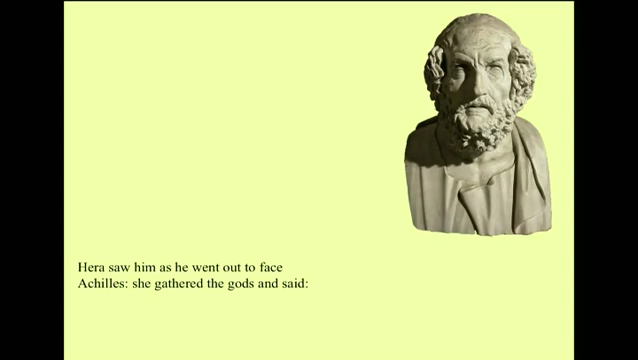 Hera saw him as he went out to face
Achilles: she gathered the gods and said: